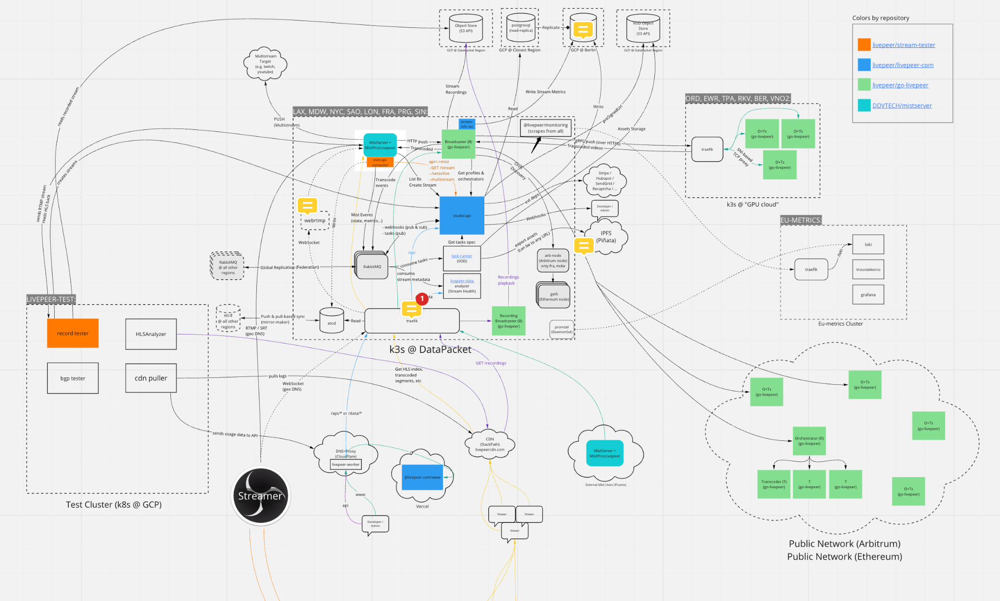 Colors by repository
livepeer/stream-tester
livepeer/livepeer-com
livepeer/go-livepeer
DDVTECH/mistserver
Object Store
(S3 API)
GCP @ DataPacket Region
postgresql
(read-replica)
GCP @ Closest Region
Replicate
GCP @ Berlin
VOD Object
Store
(S3 API)
GCP @ DataPacket Region
Multistream
Target
(e.g. twitch,
youtube)
reads recorded stream
PUSH
(Multistream)
Stream
Recordings
Write Stream Metrics
Read
Write
preSignedUrl
Assets Storage
LAX, MDW, NYC, SAO, LON, FRA, PRG, SIN:
stream-
info svc
@livepeer/monitoring
(scrapes from all)
MistServer +
MistProcLivepeer
mist-api-
connector
HTTP push
Transcoded
Broadcaster (B)
(go-livepeer)
gRPC push (over HTTPS)
Transcoded videos
api<->mist
- GET /stream
- /setactive
- multistream
Get profiles &
orchestrators
Orch
Discovery
Transcode
events
List Bs
Create Stream
creates streams
sends RTMP stream
reads HLS back
ORD, EWR, TPA, RKV, BER, VNO2:
traefik
O+Ts
(go-livepeer)
O+Ts
(go-livepeer)
O+Ts
(go-livepeer)
SNI-based
TCP proxy
k3s @ "GPU cloud"
Stripe /
Hubspot /
SendGrid /
Recaptcha / ...
ext deps
Developer /
Admin
Webhooks
studio/api
webrtmp
Write
Mist Events
(state, metrics...)
- webhooks (pub & sub)
- tasks (pub)
WebSocket
/api
Get tasks spec
export assets
(can be to any URL)
IPFS
(Piñata)
RabbitMQ
@ all other
regions
Global Replication (Federation)
RabbitMQ
consume tasks
task-runner
(VOD)
consume
stream metadata
livepeer-data
analyzer
(Stream Health)
Recordings
playback
arb-node
(Arbitrum node)
only fra, mdw
geth
(Ethereum node)
EU-METRICS:
traefik
/loki
loki
VictoriaMetrics
grafana
Eu-metrics Cluster
LIVEPEER-TEST:
record tester
HLSAnalyzer
bgp tester
cdn puller
Test Cluster (k8s @ GCP)
etcd
@ all other
regions
Push & pull-based sync
(mirror-maker)
RTMP / SRT
(geo DNS)
etcd
Read
1
traefik
Recording
Broadcaster (B)
(go-livepeer)
promtail
(DaemonSet)
k3s @ DataPacket
GET /recordings
Get HLS index,
transcoded
segments, etc
pulls logs
WebSocket
(geo DNS)
/api/* or /data/*
sends usage data to API
DNS+Proxy
(CloudFlare)
livepeer-worker
@livepeer.com/www
Vercel
CDN
(StackPath)
livepeercdn.com
MistServer +
MistProcLivepeer
External Mist Users (Picarto)
Streamer
www
api
Developer /
Admin
Viewer
Viewer
Viewer
O+Ts
(go-livepeer)
O+Ts
(go-livepeer)
O+Ts
(go-livepeer)
Orchestrator (O)
(go-livepeer)
Transcoder (T)
(go-livepeer)
T
(go-livepeer)
T
(go-livepeer)
O+Ts
(go-livepeer)
Public Network (Arbitrum)
Public Network (Ethereum)